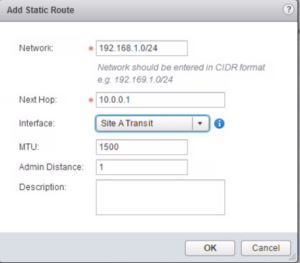 Add Static Route
?
Network: * 192.168.1.0/24
Network should be entered in CIDR format
e.g. 192.169.1.0/24
Next Hop: * 10.0.0.1
Interface: Site A Transit
MTU: 1500
Admin Distance: 1
Description:
OK Cancel